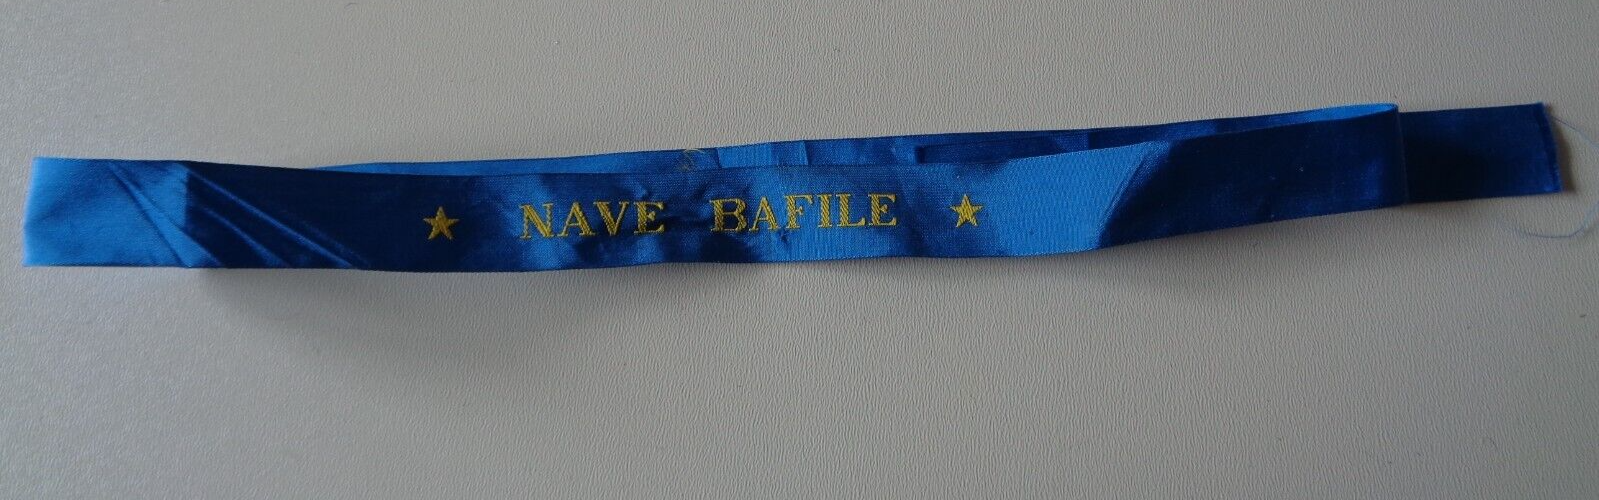 ★ NAVE BAFILE ★